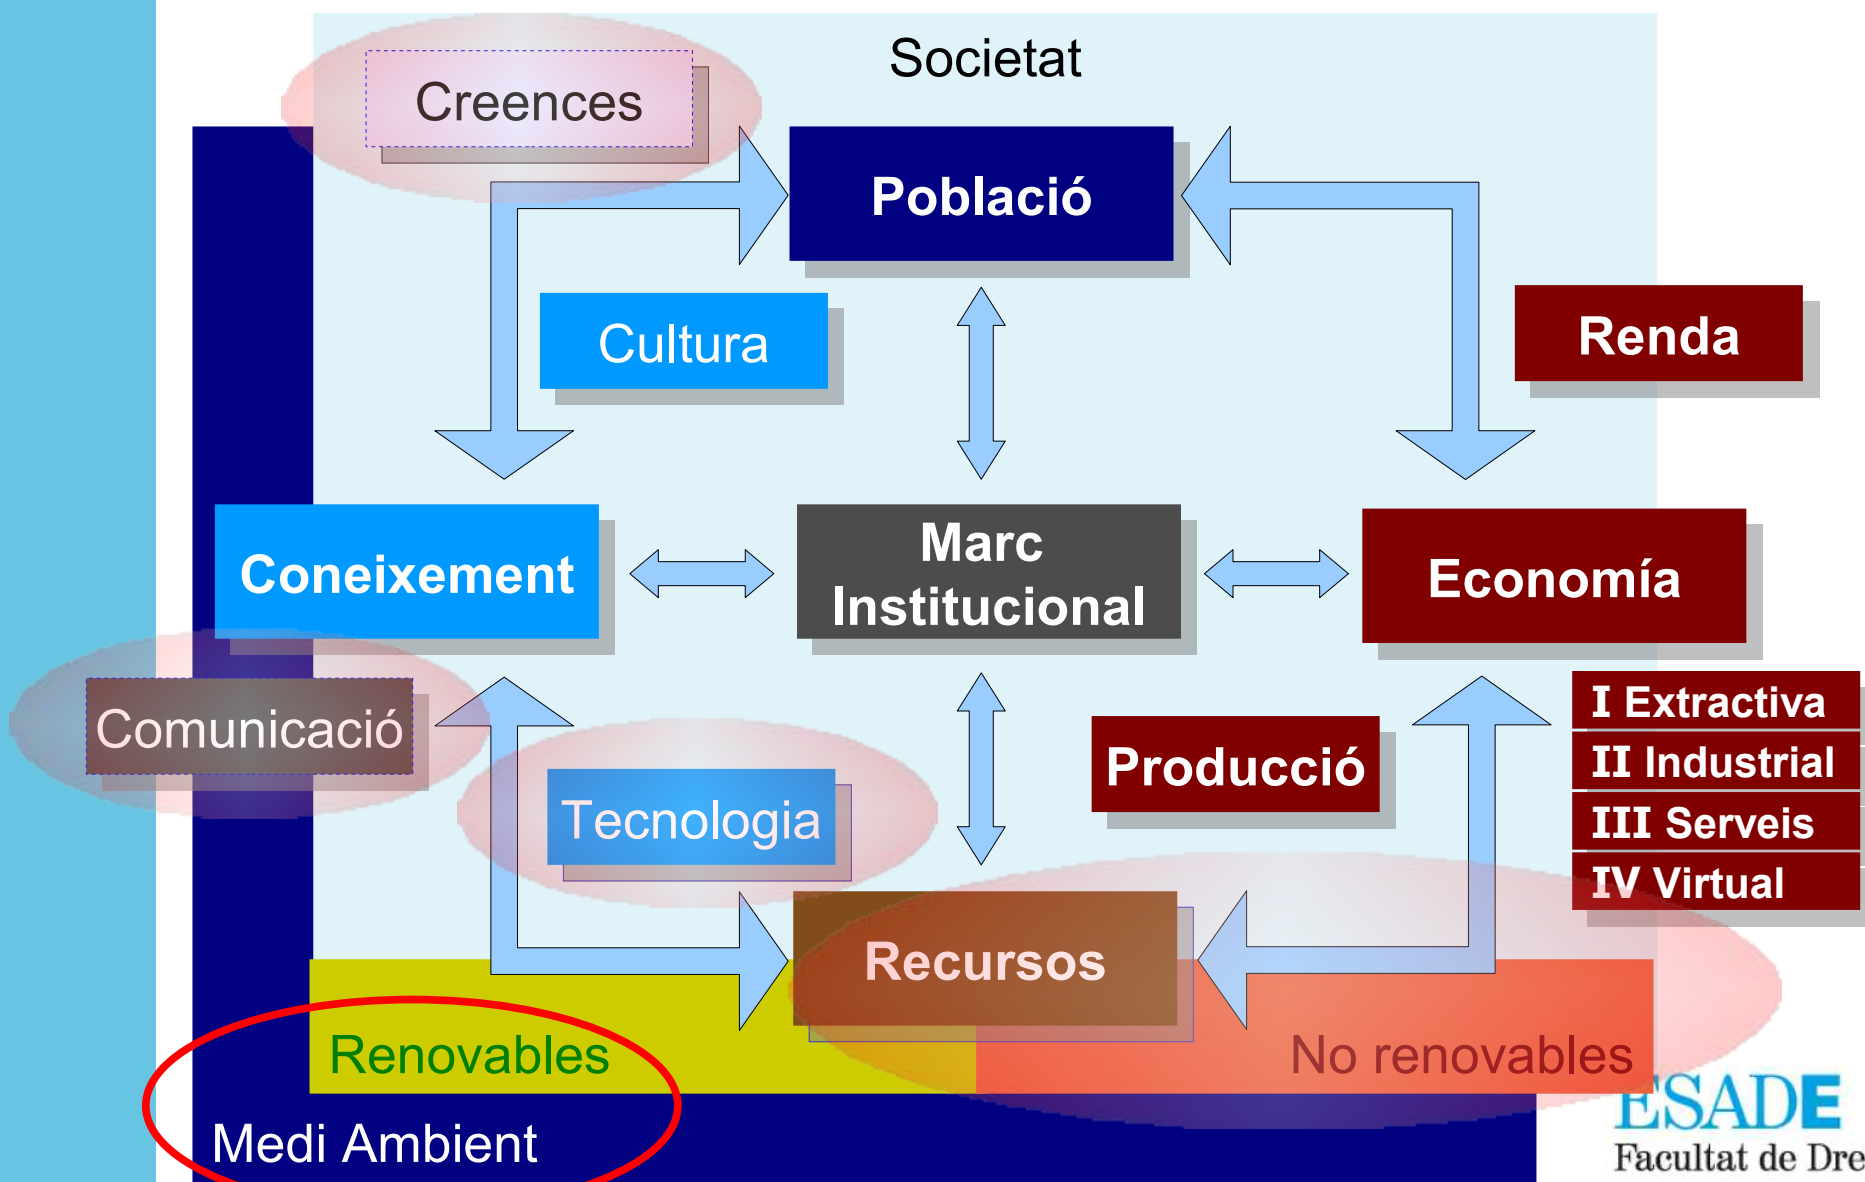 Societat
Creences
Població
Cultura
Renda
Coneixement
Marc
Institucional
Economía
Comunicació
Tecnologia
Producció
I Extractiva
II Industrial
III Serveis
IV Virtual
Recursos
Renovables
No renovables
Medi Ambient
ESADE
Facultat de Dre